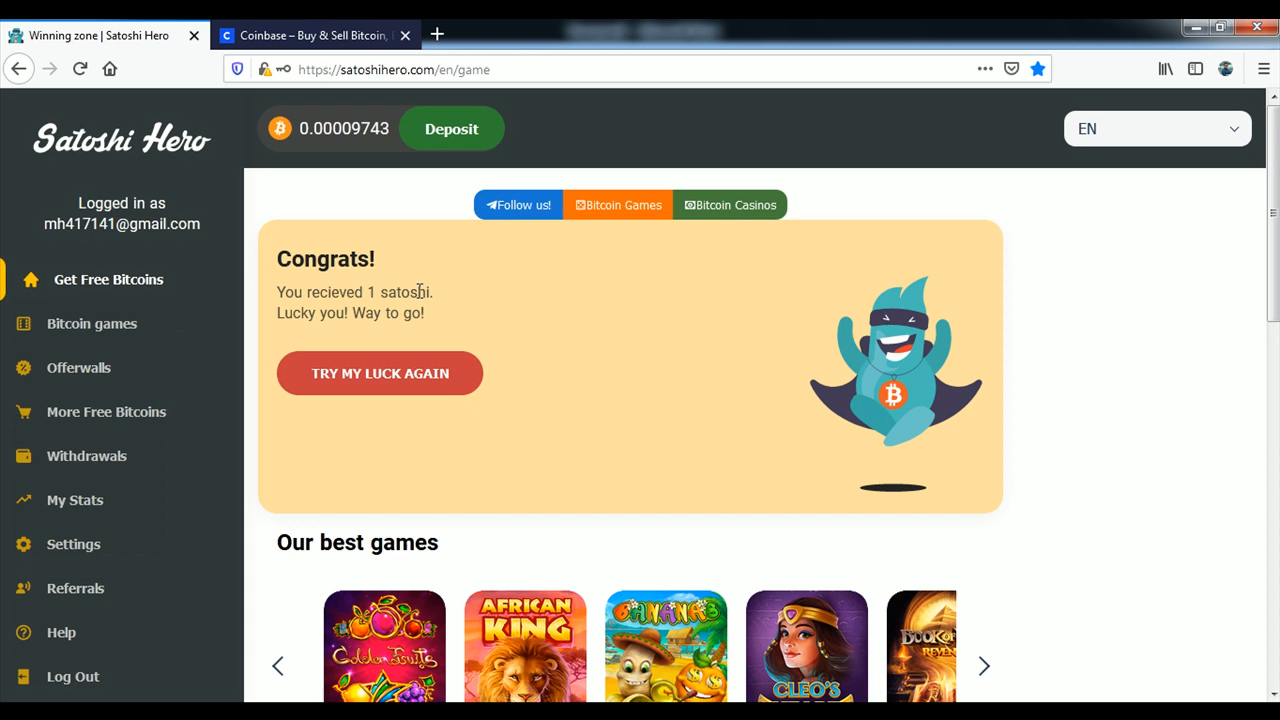 Winning zone | Satoshi Hero
Coinbase – Buy & Sell Bitcoin,
https://satoshihero.com/en/game
Satoshi Hero
Logged in as
mh417141@gmail.com
Get Free Bitcoins
Bitcoin games
Offerwalls
More Free Bitcoins
Withdrawals
My Stats
Settings
Referrals
Help
Log Out
0.00009743
Deposit
EN
Follow us!
Bitcoin Games
Bitcoin Casinos
Congrats!
You recieved 1 satoshi.
Lucky you! Way to go!
TRY MY LUCK AGAIN
Our best games
Golden Fruits
AFRICAN
KING
BANANAS
CLEO'S
BOOK OF